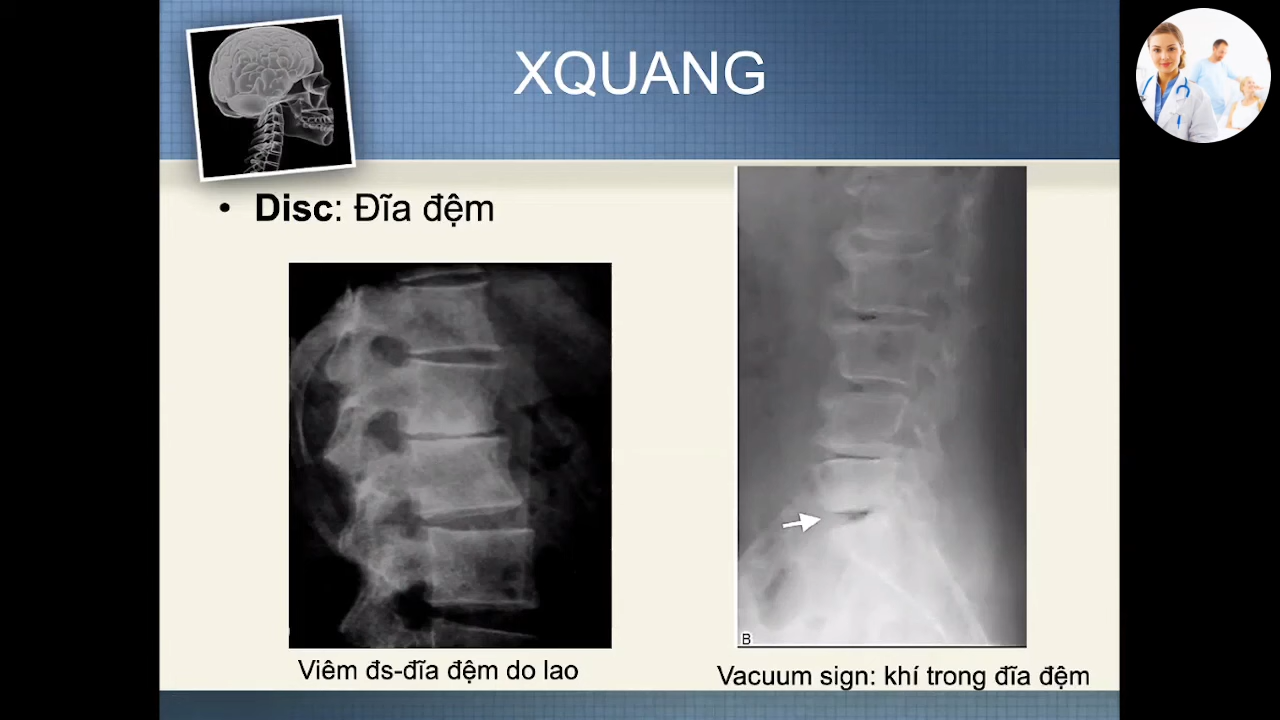 XQUANG
• Disc: Đĩa đệm
B
Viêm đs-đĩa đệm do lao
Vacuum sign: khí trong đĩa đệm